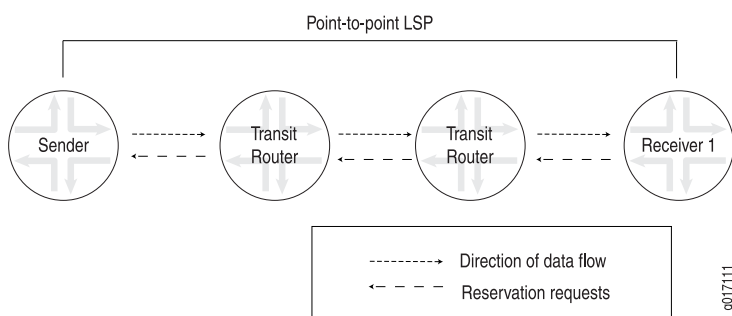 Point-to-point LSP
Sender
Transit
Router
Transit
Router
Receiver 1
Direction of data flow
Reservation requests
g017111